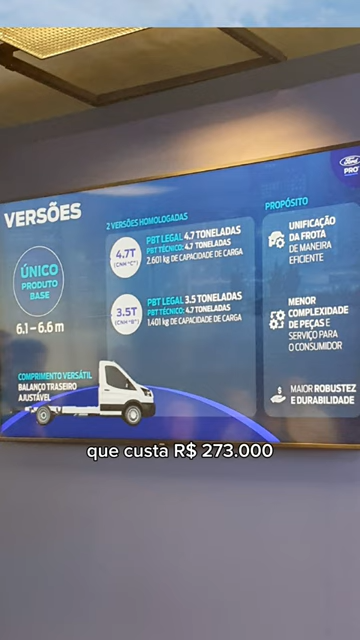 VERSÕES
ÚNICO
PRODUTO
BASE
6.1 – 6.6 m
COMPRIMENTO VERSÁTIL
BALANÇO TRASEIRO
AJUSTÁVEL
2 VERSÕES HOMOLOGADAS
4.7T
(CNH "C")
PBT LEGAL 4.7 TONELADAS
PBT TÉCNICO: 4.7 TONELADAS
2.601 kg DE CAPACIDADE DE CARGA
3.5T
(CNH "B")
PBT LEGAL 3.5 TONELADAS
PBT TÉCNICO: 4.7 TONELADAS
1.401 kg DE CAPACIDADE DE CARGA
PROPÓSITO
UNIFICAÇÃO
DA FROTA
DE MANEIRA
EFICIENTE
MENOR
COMPLEXIDADE
DE PEÇAS E
SERVIÇO PARA
O CONSUMIDOR
MAIOR ROBUSTEZ
E DURABILIDADE
Ford
PRO
que custa R$ 273.000